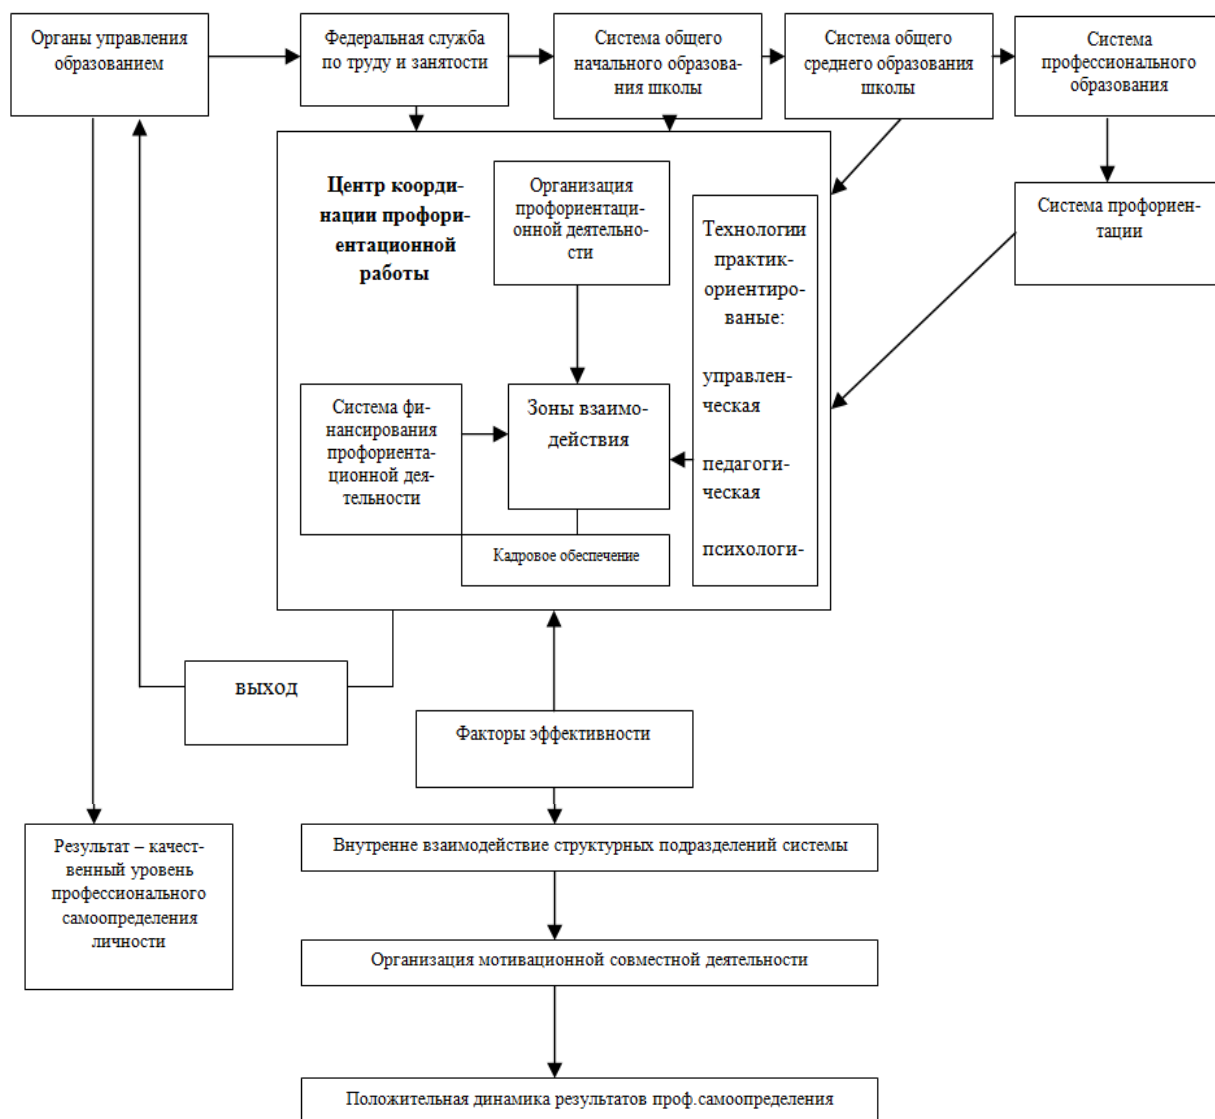 Органы управления
образованием
Федеральная служба
по труду и занятости
Система общего
начального образова-
ния школы
Система общего
среднего образования
школы
Система
профессионального
образования
Центр коорди-
нации профори-
ентационной
работы
Организация
профориентаци-
онной деятельно-
сти
Технологии
практик-
ориентиро-
ваные:
управлен-
ческая
педагоги-
ческая
психологи-
Система профориен-
тации
Система фи-
нансирования
профориента-
ционной дея-
тельности
Зоны взаимо-
действия
Кадровое обеспечение
выход
Факторы эффективности
Результат – качест-
венный уровень
профессионального
самоопределения
личности
Внутренне взаимодействие структурных подразделений системы
Организация мотивационной совместной деятельности
Положительная динамика результатов проф.самоопределения